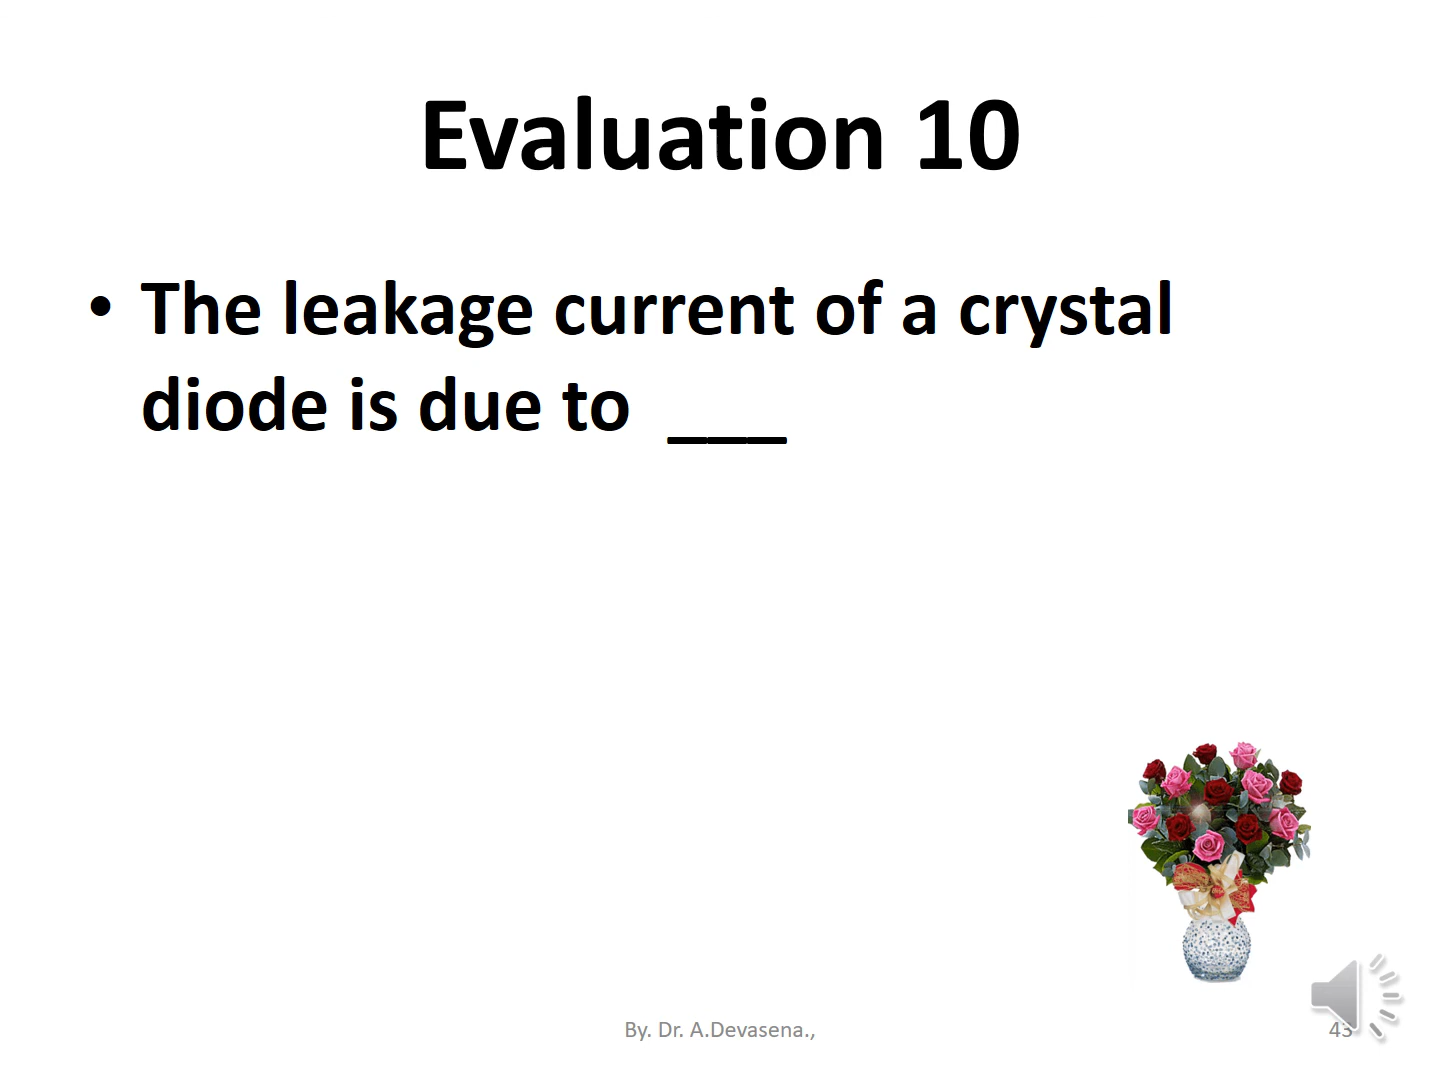 Evaluation 10
• The leakage current of a crystal
diode is due to ___
By. Dr. A.Devasena.,
43